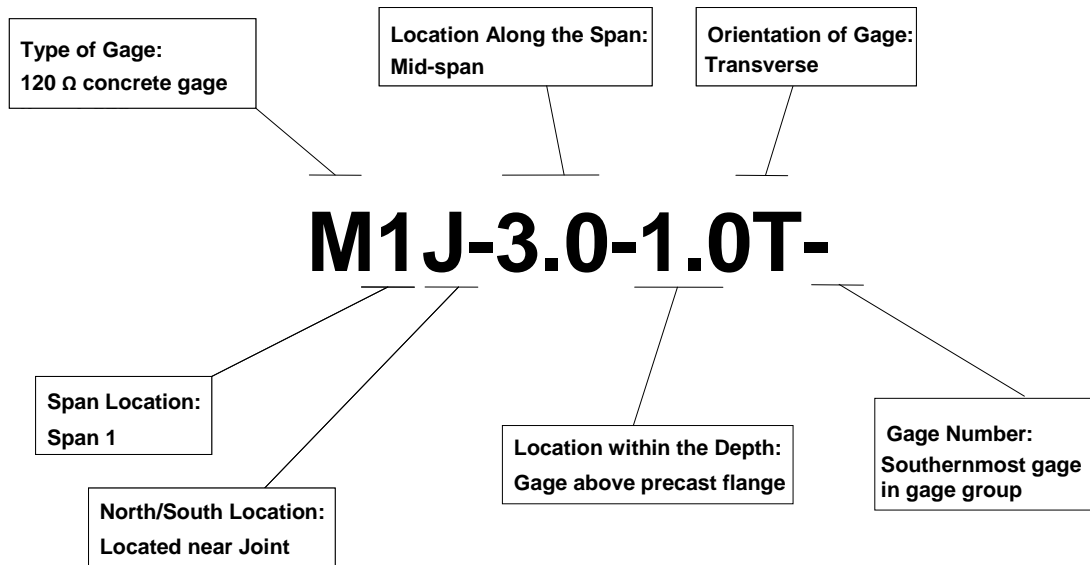 Type of Gage:
120 Ω concrete gage
Location Along the Span:
Mid-span
Orientation of Gage:
Transverse
M1J-3.0-1.0T-
Span Location:
Span 1
North/South Location:
Located near Joint
Location within the Depth:
Gage above precast flange
Gage Number:
Southernmost gage
in gage group